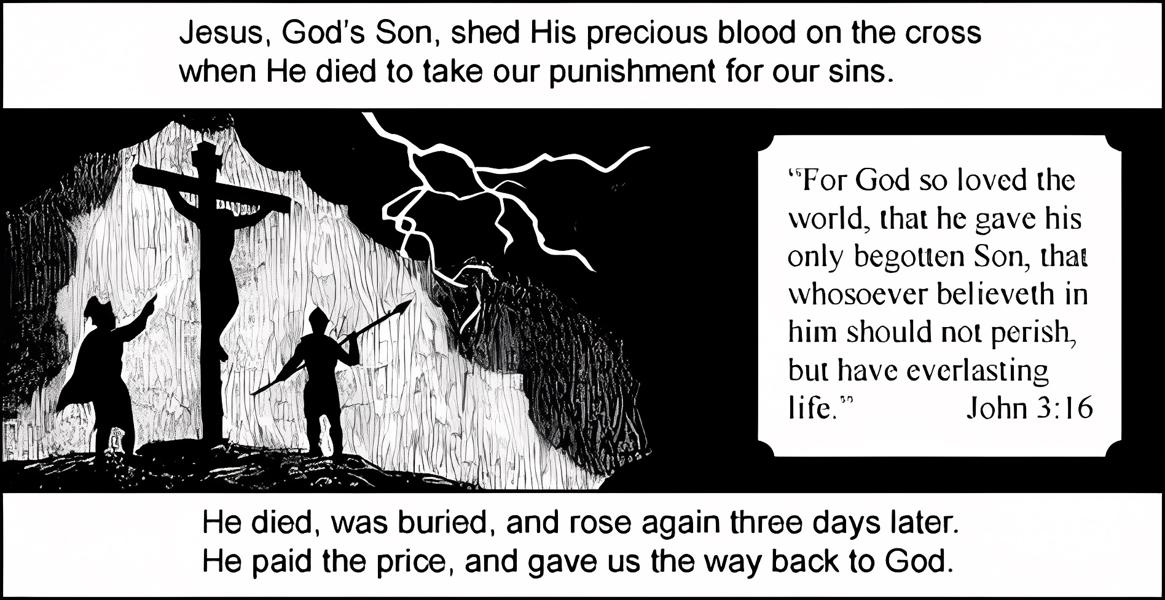 Jesus, God's Son, shed His precious blood on the cross
when He died to take our punishment for our sins.
"For God so loved the
world, that he gave his
only begotten Son, that
whosoever believeth in
him should not perish,
but have everlasting
life." John 3:16
He died, was buried, and rose again three days later.
He paid the price, and gave us the way back to God.